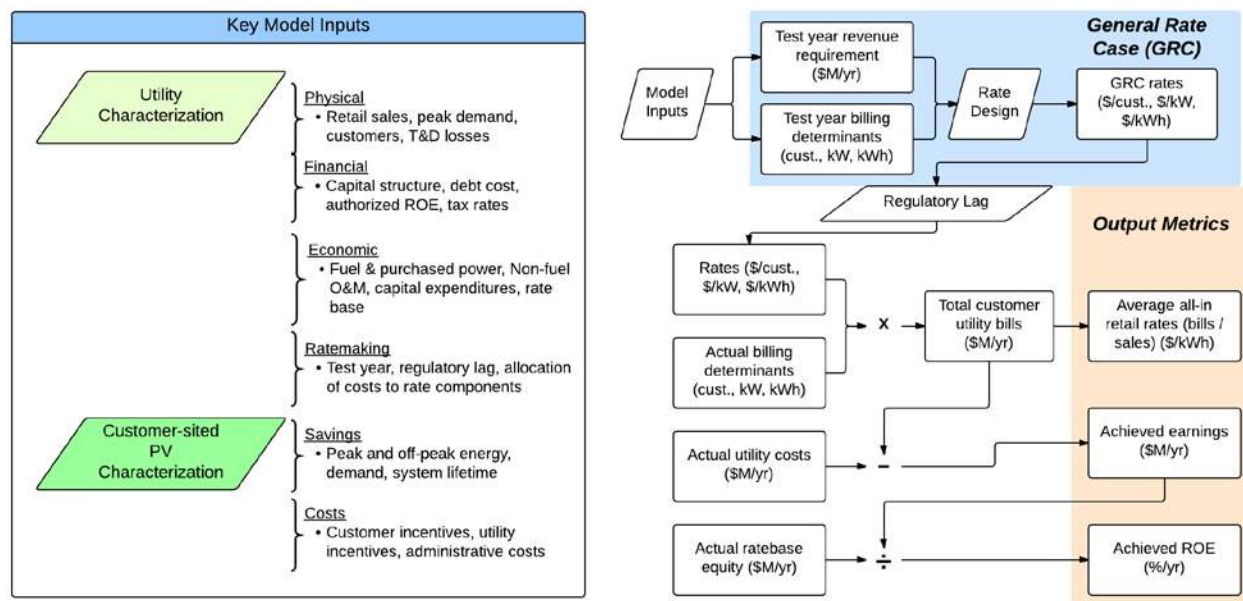 Key Model Inputs
Utility
Characterization
Physical
• Retail sales, peak demand,
customers, T&D losses
Financial
• Capital structure, debt cost,
authorized ROE, tax rates
Economic
• Fuel & purchased power, Non-fuel
O&M, capital expenditures, rate
base
Ratemaking
• Test year, regulatory lag, allocation
of costs to rate components
Customer-sited
PV
Characterization
Savings
• Peak and off-peak energy,
demand, system lifetime
Costs
• Customer incentives, utility
incentives, administrative costs
General Rate
Case (GRC)
Model
Inputs
Test year revenue
requirement
($M/yr)
Test year billing
determinants
(cust., kW, kWh)
Rate
Design
GRC rates
($/cust., $/kW,
$/kWh)
Regulatory Lag
Output Metrics
Rates ($/cust.,
$/kW, $/kWh)
Actual billing
determinants
(cust., kW, kWh)
x
Total customer
utility bills
($M/yr)
Average all-in
retail rates (bills /
sales) ($/kWh)
Actual utility costs
($M/yr)
–
Achieved earnings
($M/yr)
Actual ratebase
equity ($M/yr)
÷
Achieved ROE
(%/yr)